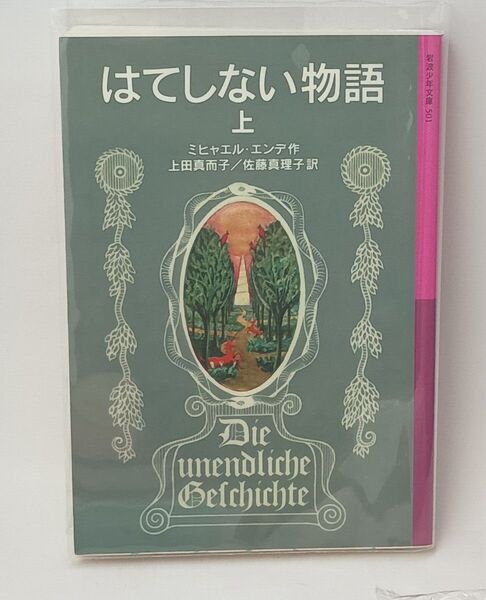 はてしない物語
上
ミヒャエル・エンデ作
上田真而子／佐藤真理子訳
Die
unendliche
Geſchichte
岩波少年文庫 501